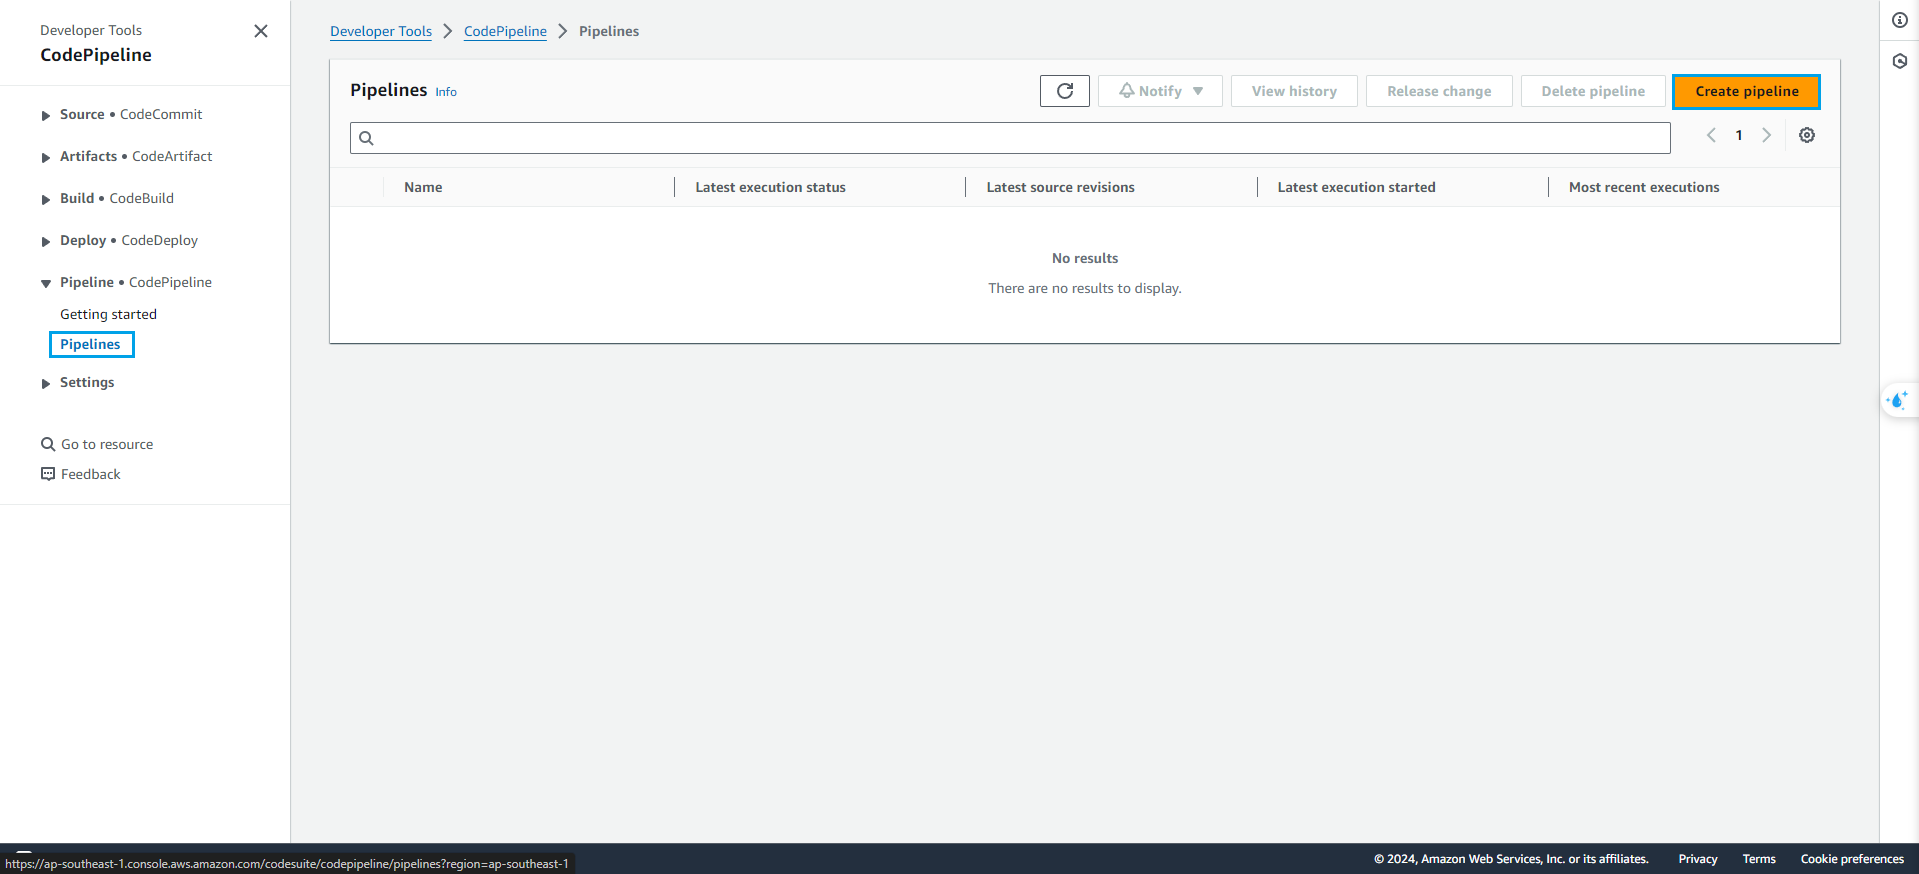 Developer Tools
CodePipeline
Source • CodeCommit
Artifacts • CodeArtifact
Build • CodeBuild
Deploy • CodeDeploy
Pipeline • CodePipeline
Getting started
Pipelines
Settings
Go to resource
Feedback
Developer Tools > CodePipeline > Pipelines
Pipelines Info
Notify View history Release change Delete pipeline Create pipeline
1
Name Latest execution status Latest source revisions Latest execution started Most recent executions
No results
There are no results to display.
https://ap-southeast-1.console.aws.amazon.com/codesuite/codepipeline/pipelines?region=ap-southeast-1
© 2024, Amazon Web Services, Inc. or its affiliates. Privacy Terms Cookie preferences